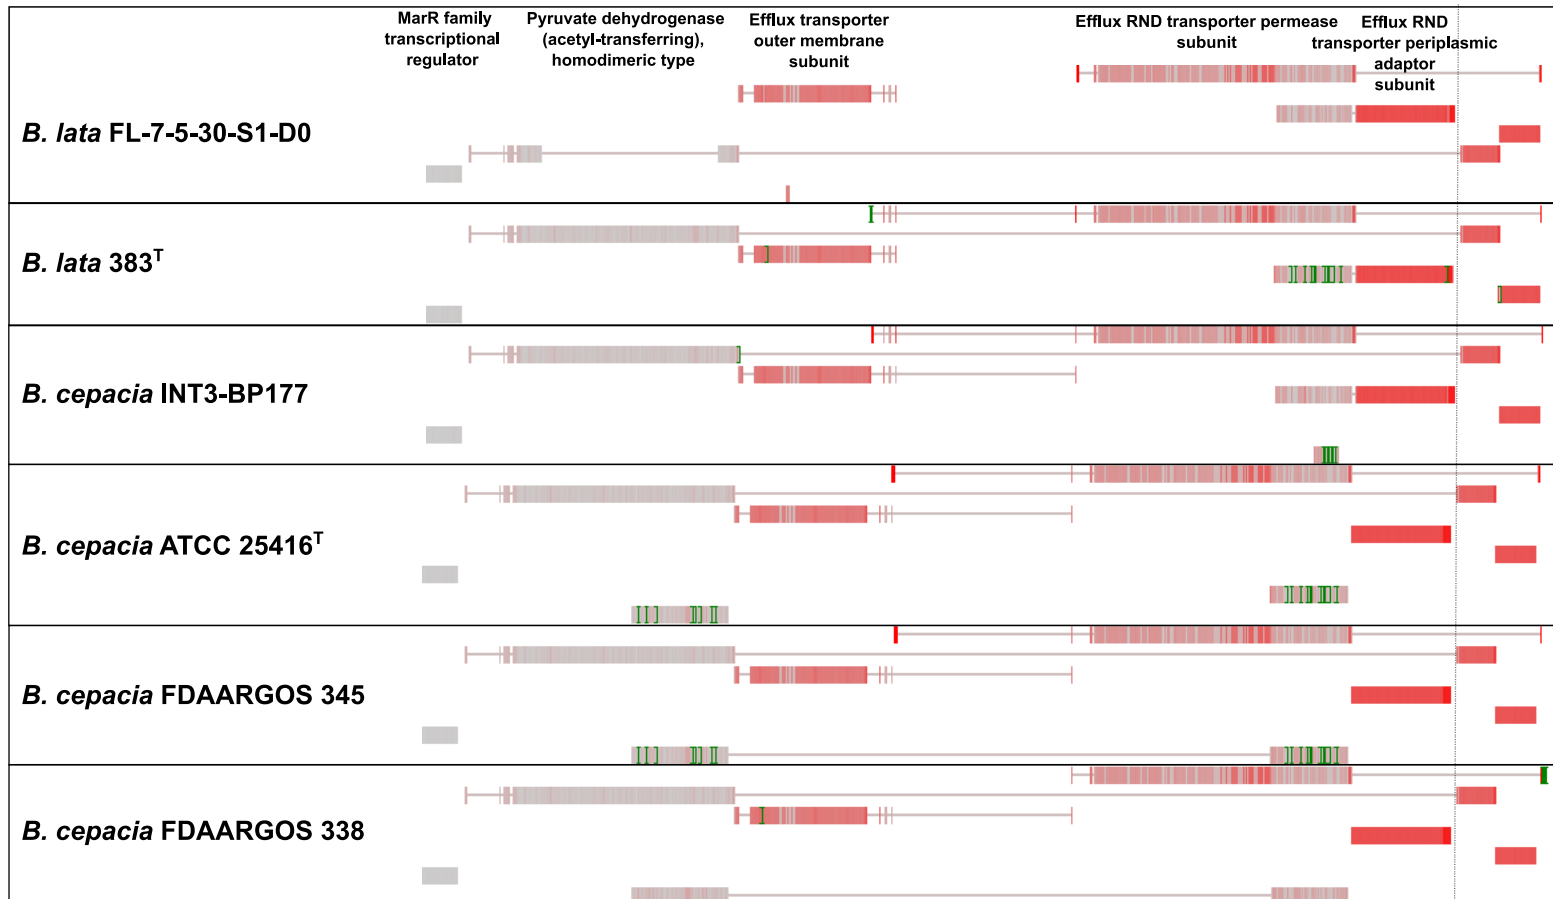 MarR family
transcriptional
regulator
Pyruvate dehydrogenase
(acetyl-transferring),
homodimeric type
Efflux transporter
outer membrane
subunit
Efflux RND transporter permease
subunit
Efflux RND
transporter periplasmic
adaptor
subunit
B. lata FL-7-5-30-S1-D0
B. lata 383T
B. cepacia INT3-BP177
B. cepacia ATCC 25416T
B. cepacia FDAARGOS 345
B. cepacia FDAARGOS 338